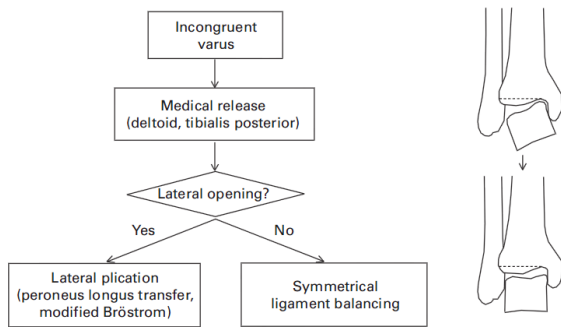 Incongruent
varus
Medical release
(deltoid, tibialis posterior)
Lateral opening?
Yes
No
Lateral plication
(peroneus longus transfer,
modified Bröstrom)
Symmetrical
ligament balancing